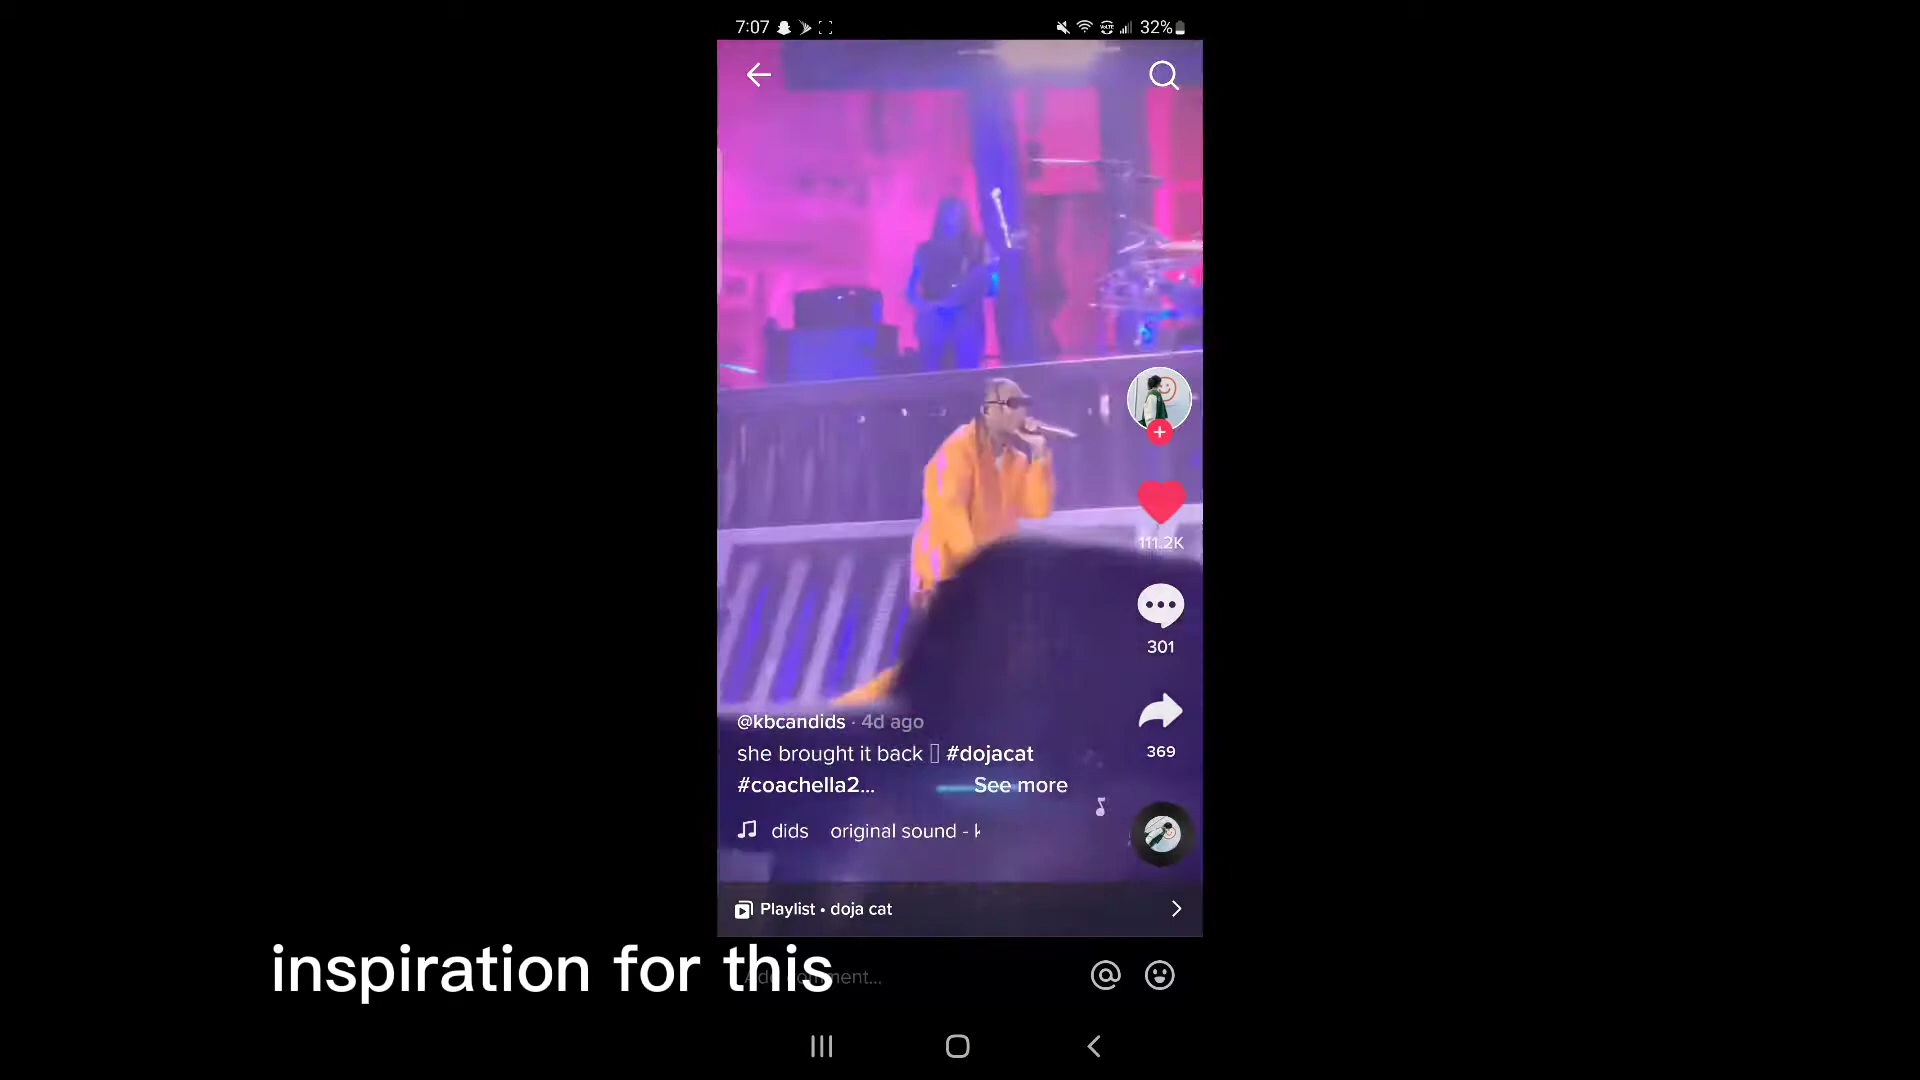 7:07
32%
111.2K
301
369
@kbcandids · 4d ago
she brought it back #dojacat
#coachella2... See more
dids original sound - k
Playlist • doja cat
inspiration for this